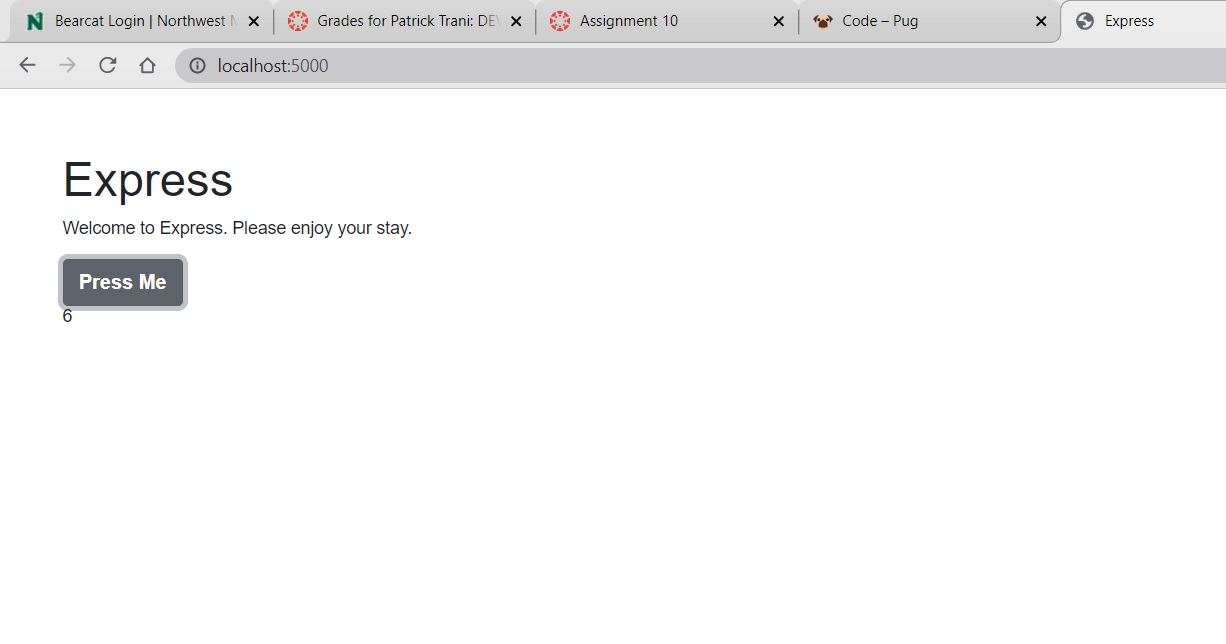 Bearcat Login | Northwest
Grades for Patrick Trani: DE
Assignment 10
Code – Pug
Express
localhost:5000
Express
Welcome to Express. Please enjoy your stay.
Press Me
6